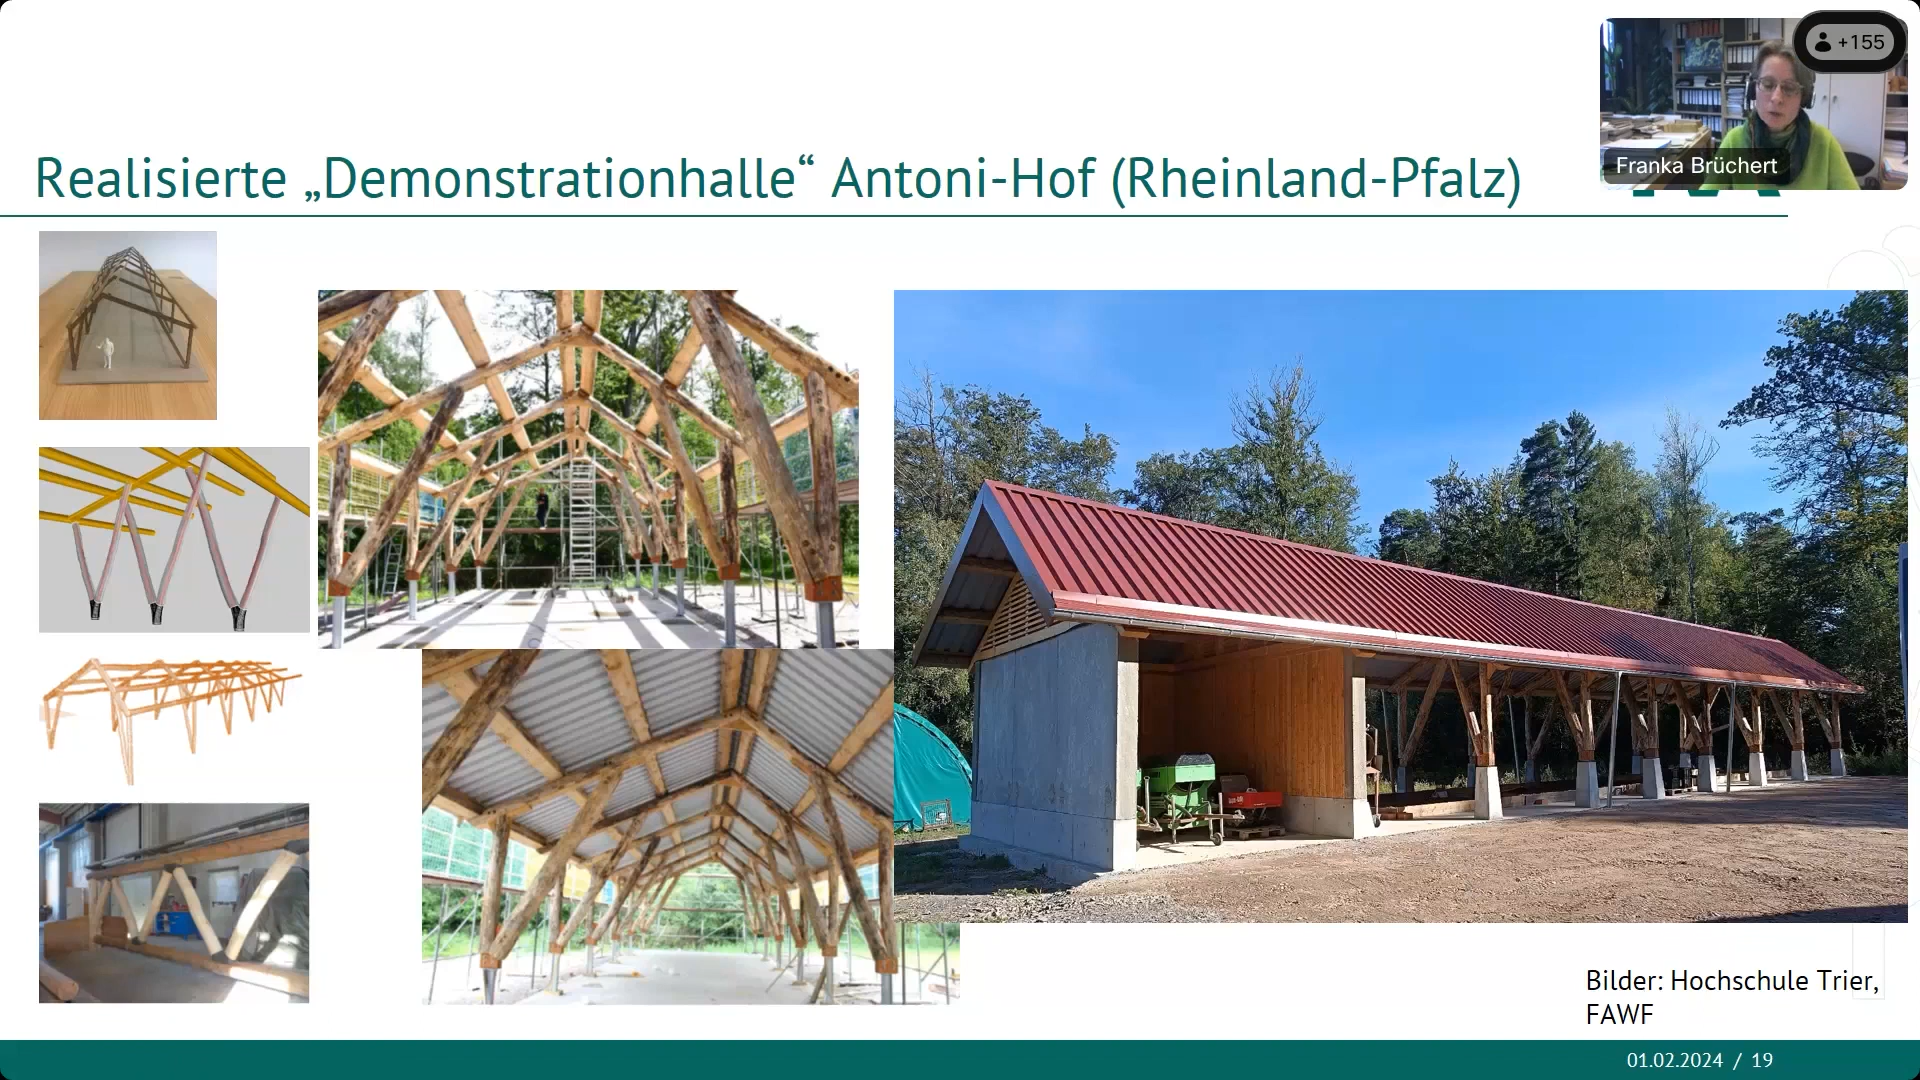 +155
Franka Brüchert
Realisierte „Demonstrationhalle“ Antoni-Hof (Rheinland-Pfalz)
Bilder: Hochschule Trier,
FAWF
01.02.2024 / 19